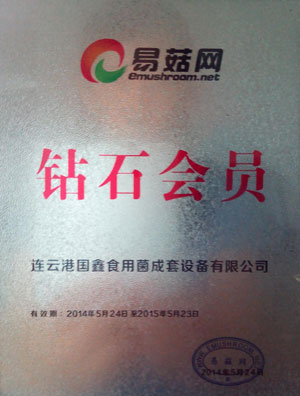 易菇网
emushroom.net
钻石会员
连云港国鑫食用菌成套设备有限公司
有效期：2014年5月24日至2015年5月23日
易菇网
2014年5月24日